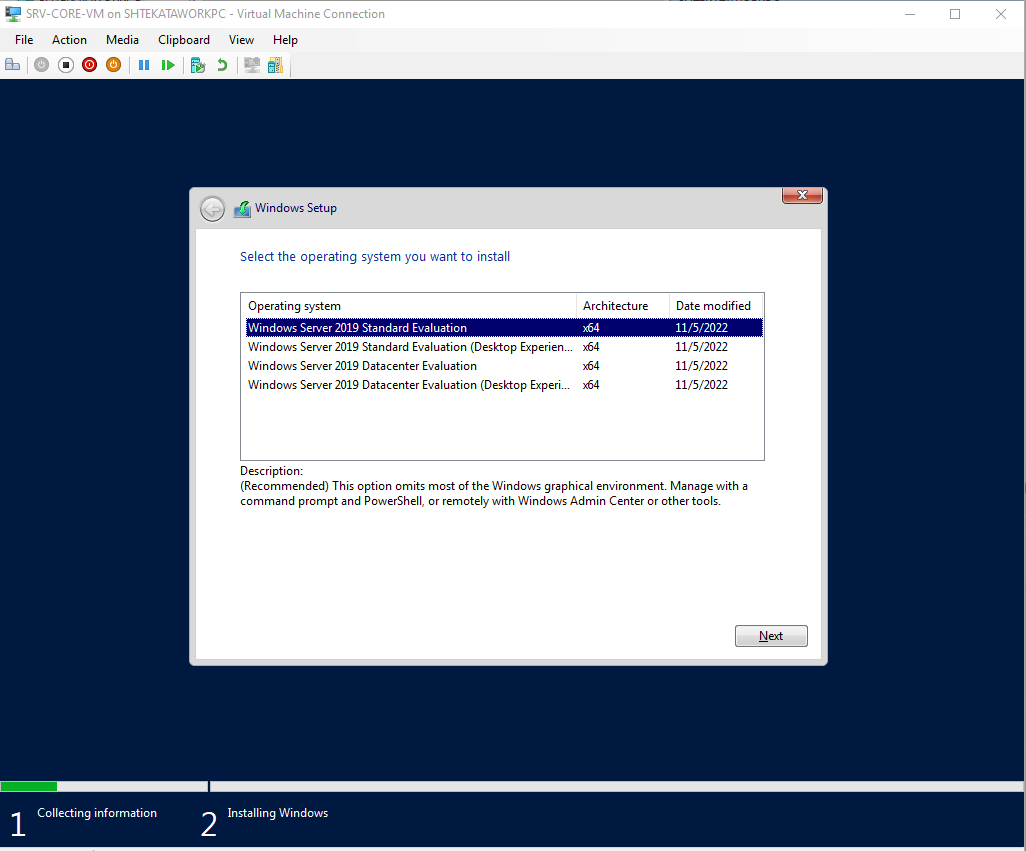 SRV-CORE-VM on SHTEKATAWORKPC - Virtual Machine Connection
File Action Media Clipboard View Help
Windows Setup
Select the operating system you want to install
Operating system Architecture Date modified
Windows Server 2019 Standard Evaluation x64 11/5/2022
Windows Server 2019 Standard Evaluation (Desktop Experien... x64 11/5/2022
Windows Server 2019 Datacenter Evaluation x64 11/5/2022
Windows Server 2019 Datacenter Evaluation (Desktop Experi... x64 11/5/2022
Description:
(Recommended) This option omits most of the Windows graphical environment. Manage with a
command prompt and PowerShell, or remotely with Windows Admin Center or other tools.
Next
1 Collecting information 2 Installing Windows